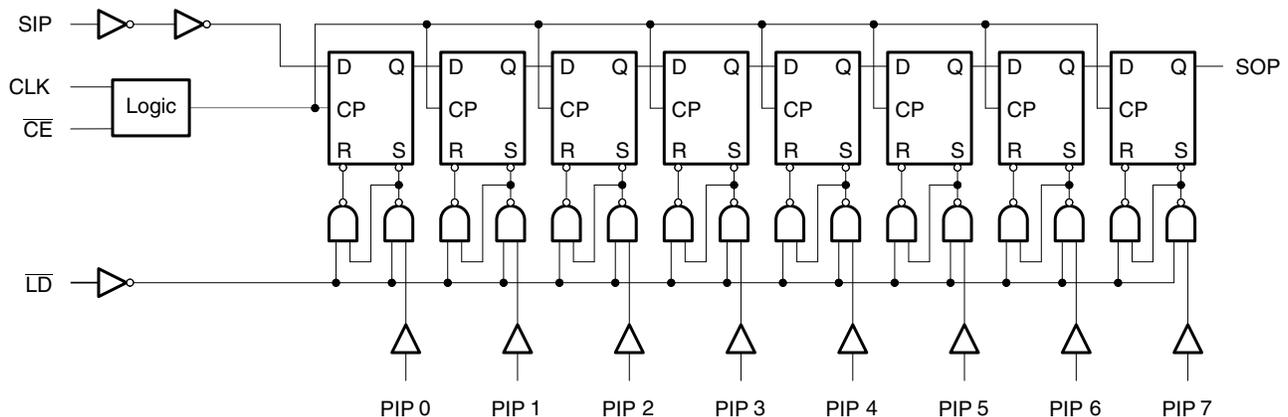 SIP
CLK
Logic
CE
D Q D Q D Q D Q D Q D Q D Q D Q
SOP
CP CP CP CP CP CP CP CP
R S R S R S R S R S R S R S R S
LD
PIP 0 PIP 1 PIP 2 PIP 3 PIP 4 PIP 5 PIP 6 PIP 7